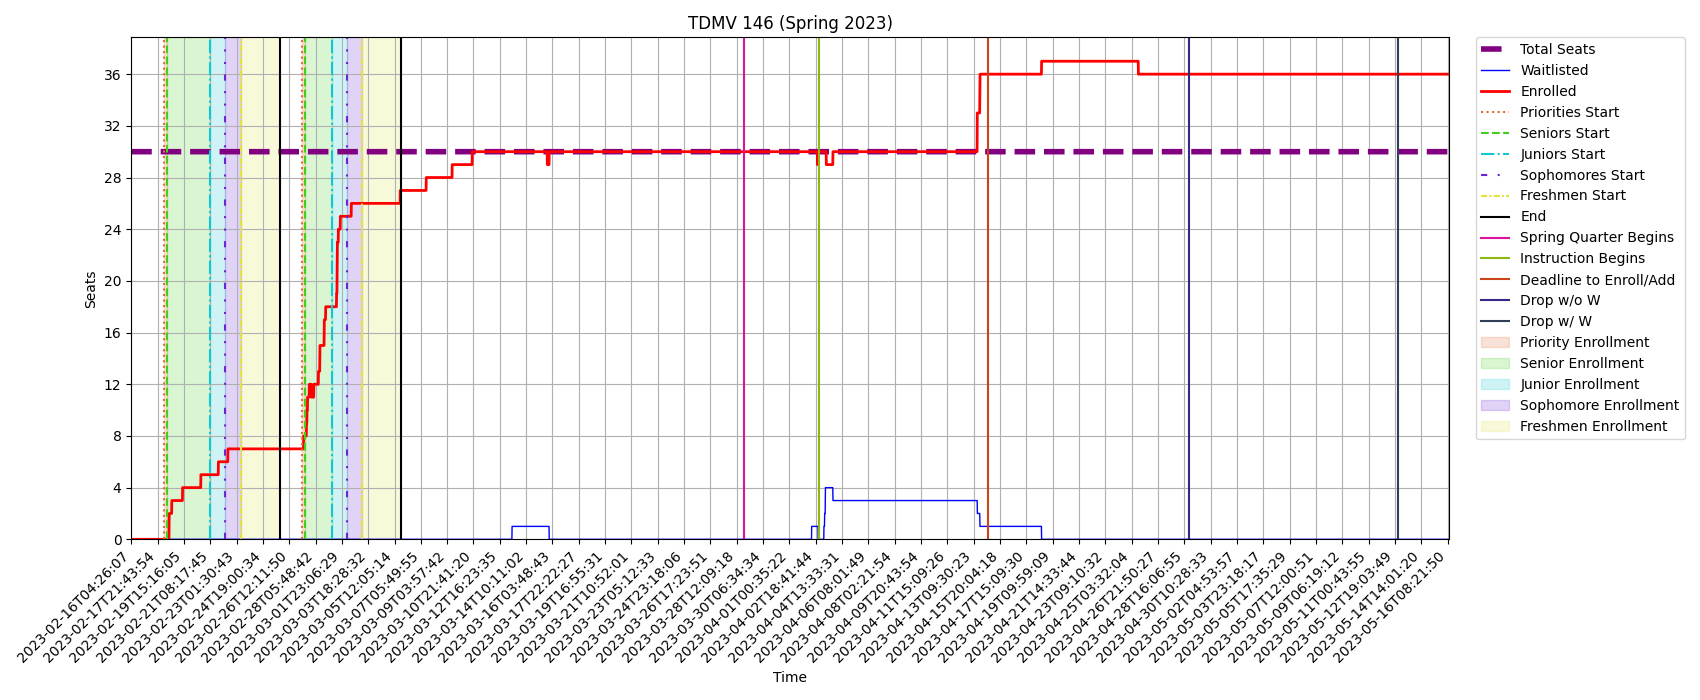 TDMV 146 (Spring 2023)
Seats
36
32
28
24
20
16
12
8
4
0
2023-02-16T04:26:07
2023-02-17T21:43:54
2023-02-19T15:16:05
2023-02-21T08:17:45
2023-02-23T01:30:43
2023-02-24T19:00:34
2023-02-26T12:11:50
2023-02-28T05:48:42
2023-03-01T23:06:29
2023-03-03T18:28:32
2023-03-05T12:05:14
2023-03-07T05:49:55
2023-03-09T03:57:42
2023-03-10T21:41:20
2023-03-12T16:23:35
2023-03-14T10:11:02
2023-03-16T03:48:43
2023-03-17T22:22:27
2023-03-19T16:55:31
2023-03-21T10:52:01
2023-03-23T05:12:33
2023-03-24T23:18:06
2023-03-26T17:23:51
2023-03-28T12:09:18
2023-03-30T06:34:34
2023-04-01T00:35:22
2023-04-02T18:41:44
2023-04-04T13:33:31
2023-04-06T08:01:49
2023-04-08T02:21:54
2023-04-09T20:43:54
2023-04-11T15:09:26
2023-04-13T09:30:23
2023-04-15T20:04:18
2023-04-17T15:09:30
2023-04-19T09:59:09
2023-04-21T14:33:44
2023-04-23T09:10:32
2023-04-25T03:32:04
2023-04-26T21:50:27
2023-04-28T16:06:55
2023-04-30T10:28:33
2023-05-02T04:53:57
2023-05-03T23:18:17
2023-05-05T17:35:29
2023-05-07T12:00:51
2023-05-09T06:19:12
2023-05-11T00:43:55
2023-05-12T19:03:49
2023-05-14T14:01:20
2023-05-16T08:21:50
Time
Total Seats
Waitlisted
Enrolled
Priorities Start
Seniors Start
Juniors Start
Sophomores Start
Freshmen Start
End
Spring Quarter Begins
Instruction Begins
Deadline to Enroll/Add
Drop w/o W
Drop w/ W
Priority Enrollment
Senior Enrollment
Junior Enrollment
Sophomore Enrollment
Freshmen Enrollment